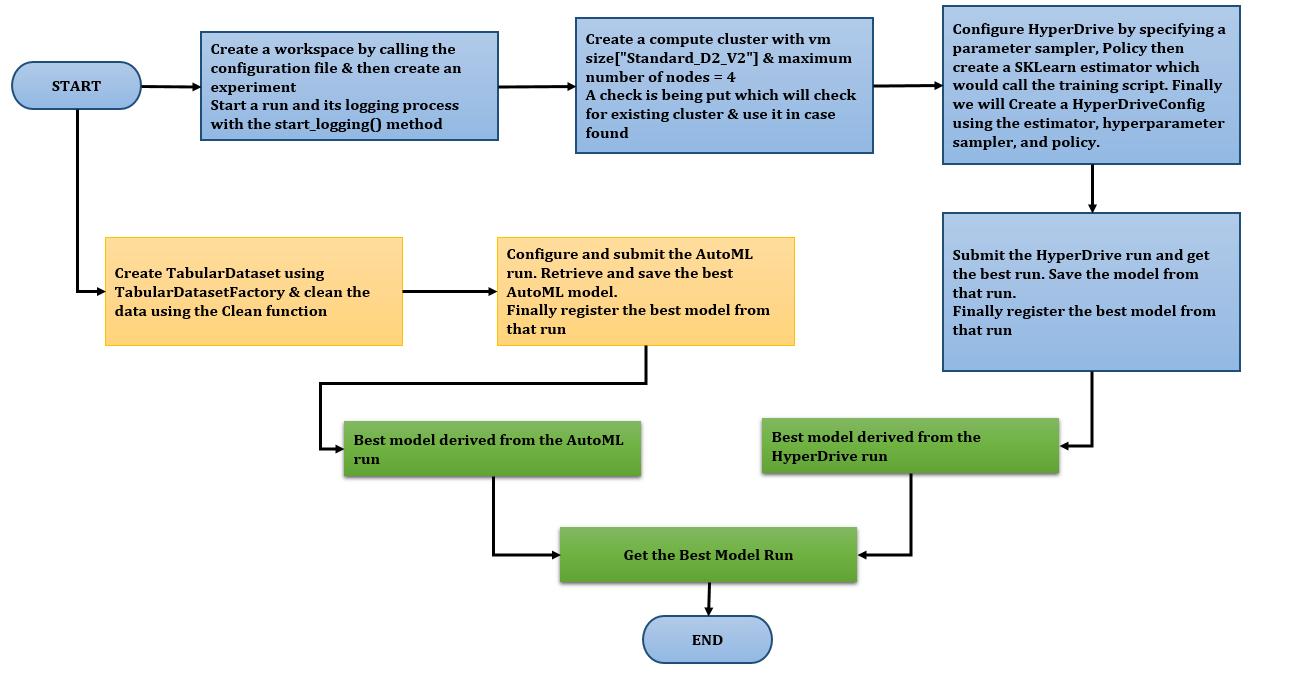 START
Create a workspace by calling the
configuration file & then create an
experiment
Start a run and its logging process
with the start_logging() method
Create a compute cluster with vm
size["Standard_D2_V2"] & maximum
number of nodes = 4
A check is being put which will check
for existing cluster & use it in case
found
Configure HyperDrive by specifying a
parameter sampler, Policy then
create a SKLearn estimator which
would call the training script. Finally
we will Create a HyperDriveConfig
using the estimator, hyperparameter
sampler, and policy.
Create TabularDataset using
TabularDatasetFactory & clean the
data using the Clean function
Configure and submit the AutoML
run. Retrieve and save the best
AutoML model.
Finally register the best model from
that run
Submit the HyperDrive run and get
the best run. Save the model from
that run.
Finally register the best model from
that run
Best model derived from the AutoML
run
Best model derived from the
HyperDrive run
Get the Best Model Run
END